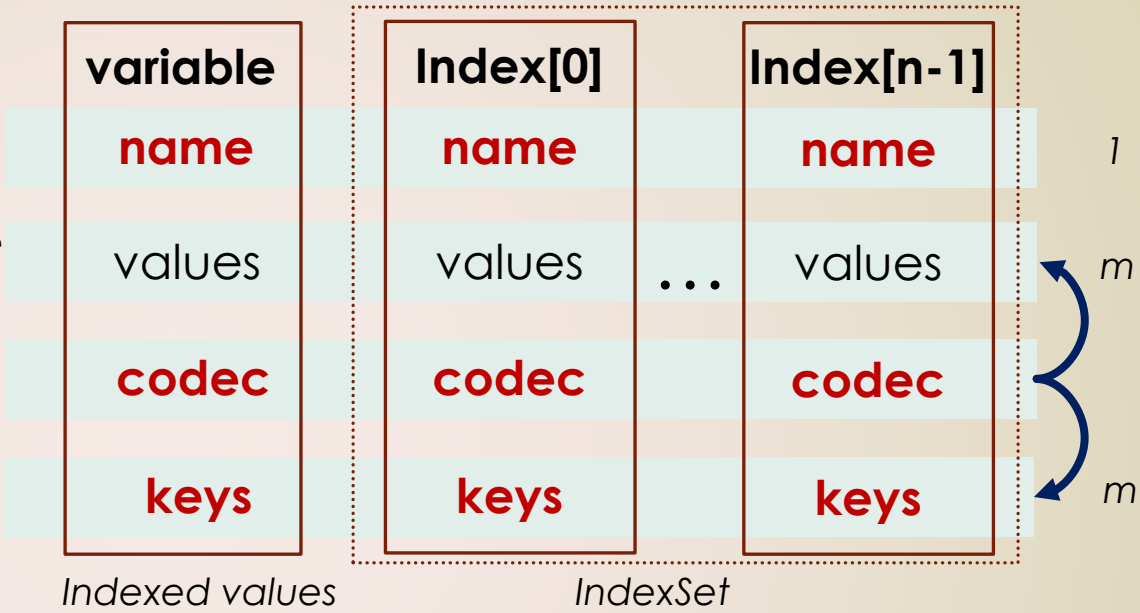 variable Index[0] Index[n-1]
name name name 1
values values ... values m
codec codec codec
keys keys keys m
Indexed values IndexSet